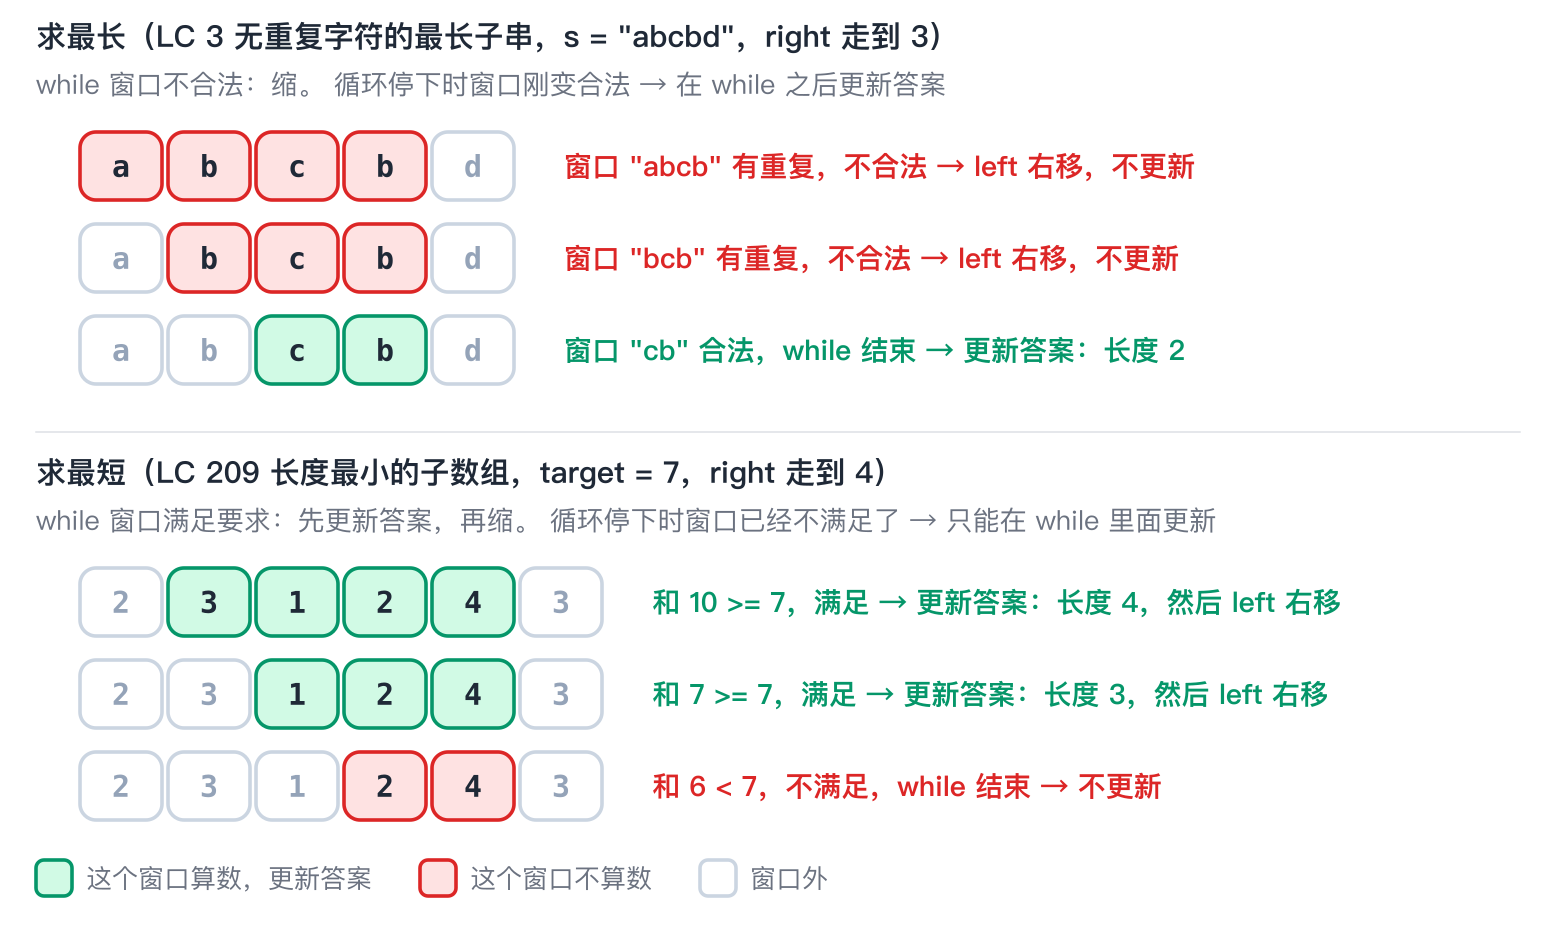 求最长（LC 3 无重复字符的最长子串，s = "abcbd"，right 走到 3）
while 窗口不合法：缩。 循环停下时窗口刚变合法 → 在 while 之后更新答案
a b c b d 窗口 "abcb" 有重复，不合法 → left 右移，不更新
a b c b d 窗口 "bcb" 有重复，不合法 → left 右移，不更新
a b c b d 窗口 "cb" 合法，while 结束 → 更新答案：长度 2
求最短（LC 209 长度最小的子数组，target = 7，right 走到 4）
while 窗口满足要求：先更新答案，再缩。 循环停下时窗口已经不满足了 → 只能在 while 里面更新
2 3 1 2 4 3 和 10 >= 7，满足 → 更新答案：长度 4，然后 left 右移
2 3 1 2 4 3 和 7 >= 7，满足 → 更新答案：长度 3，然后 left 右移
2 3 1 2 4 3 和 6 < 7，不满足，while 结束 → 不更新
这个窗口算数，更新答案 这个窗口不算数 窗口外